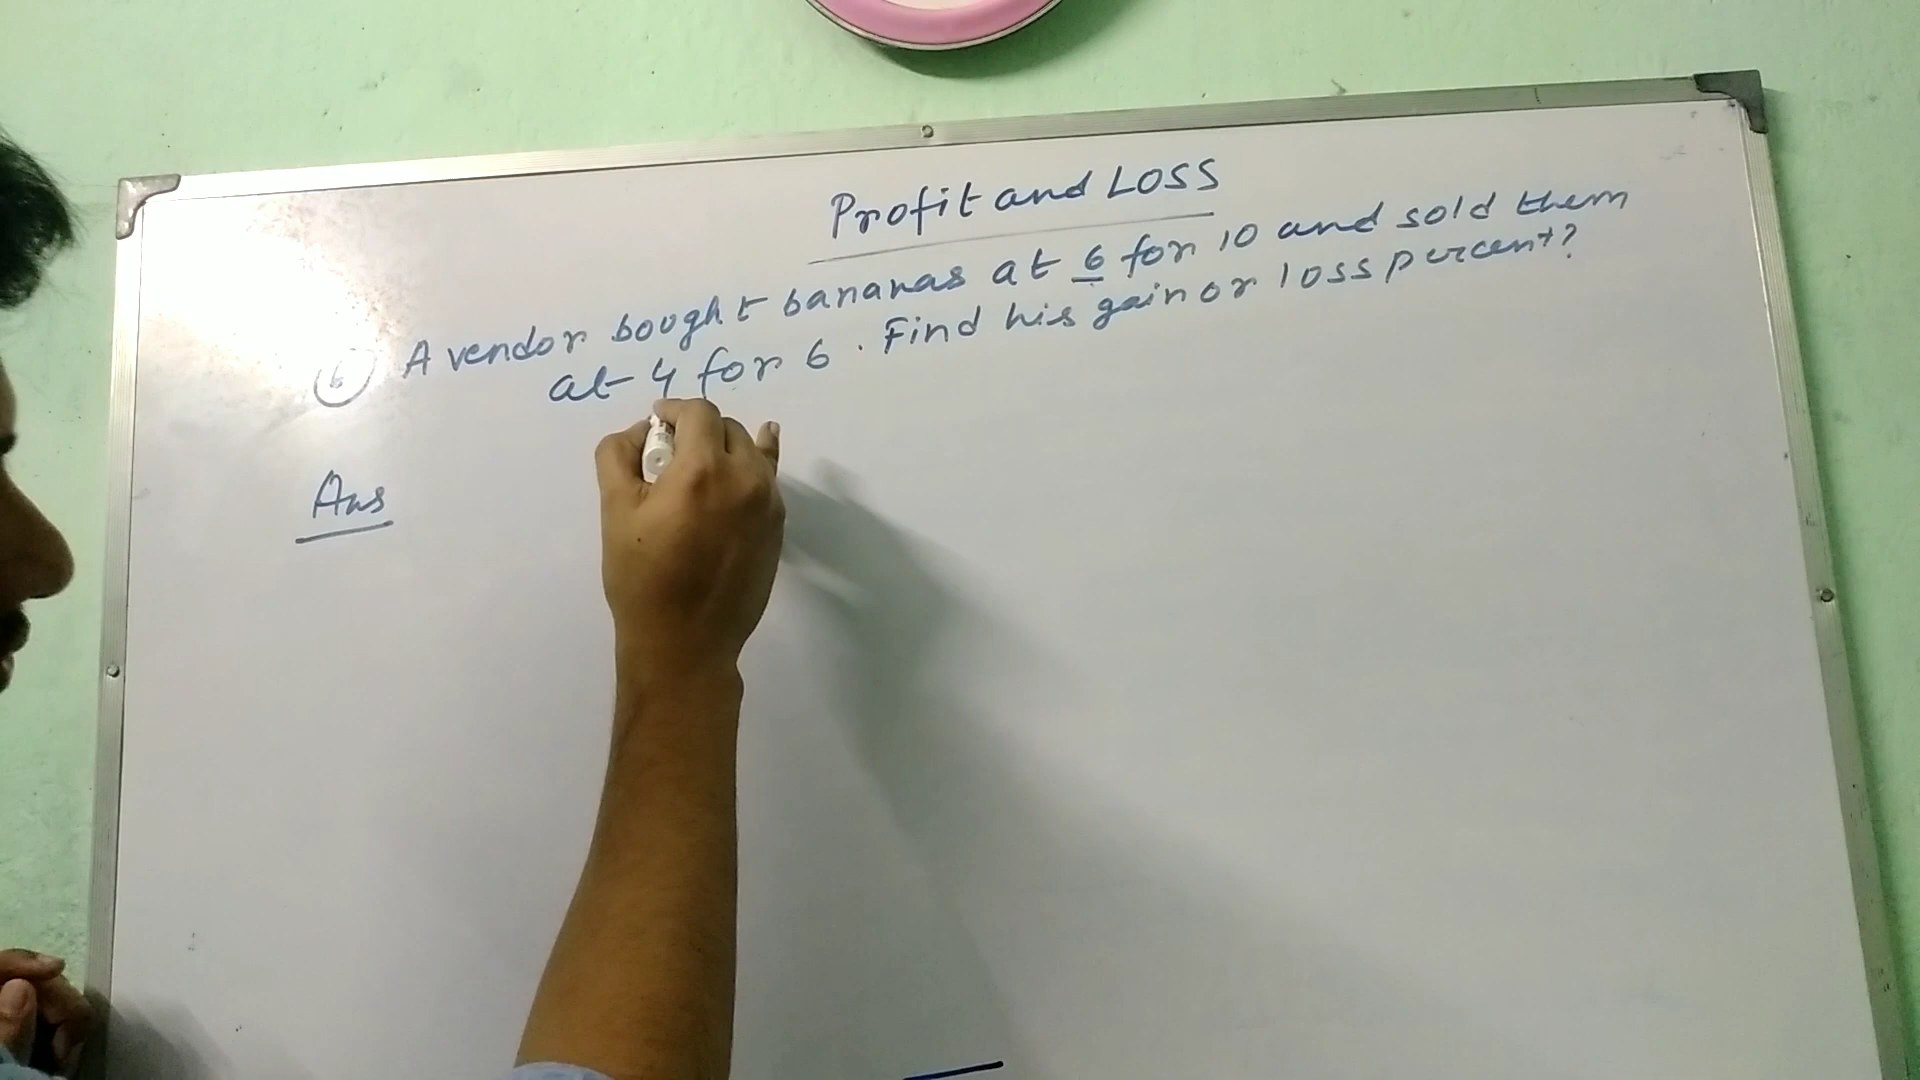 Profit and Loss
6 A vendor bought bananas at 6 for 10 and sold them
at 4 for 6. Find his gain or loss percent?
Ans